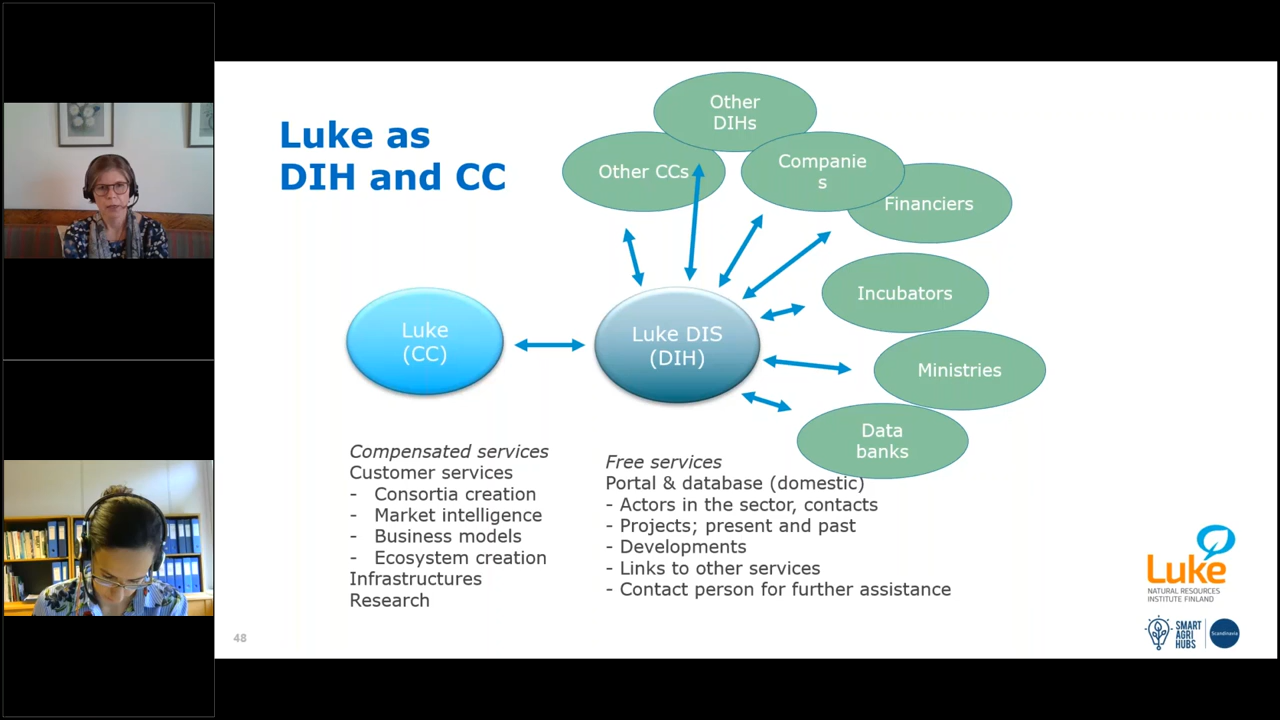 Luke as
DIH and CC
Other
DIHs
Other CCs
Companie
s
Financiers
Incubators
Ministries
Data
banks
Luke
(CC)
Luke DIS
(DIH)
Compensated services
Customer services
- Consortia creation
- Market intelligence
- Business models
- Ecosystem creation
Infrastructures
Research
Free services
Portal & database (domestic)
- Actors in the sector, contacts
- Projects; present and past
- Developments
- Links to other services
- Contact person for further assistance
Luke
NATURAL RESOURCES
INSTITUTE FINLAND
SMART
AGRI
HUBS
Scandinavia
48